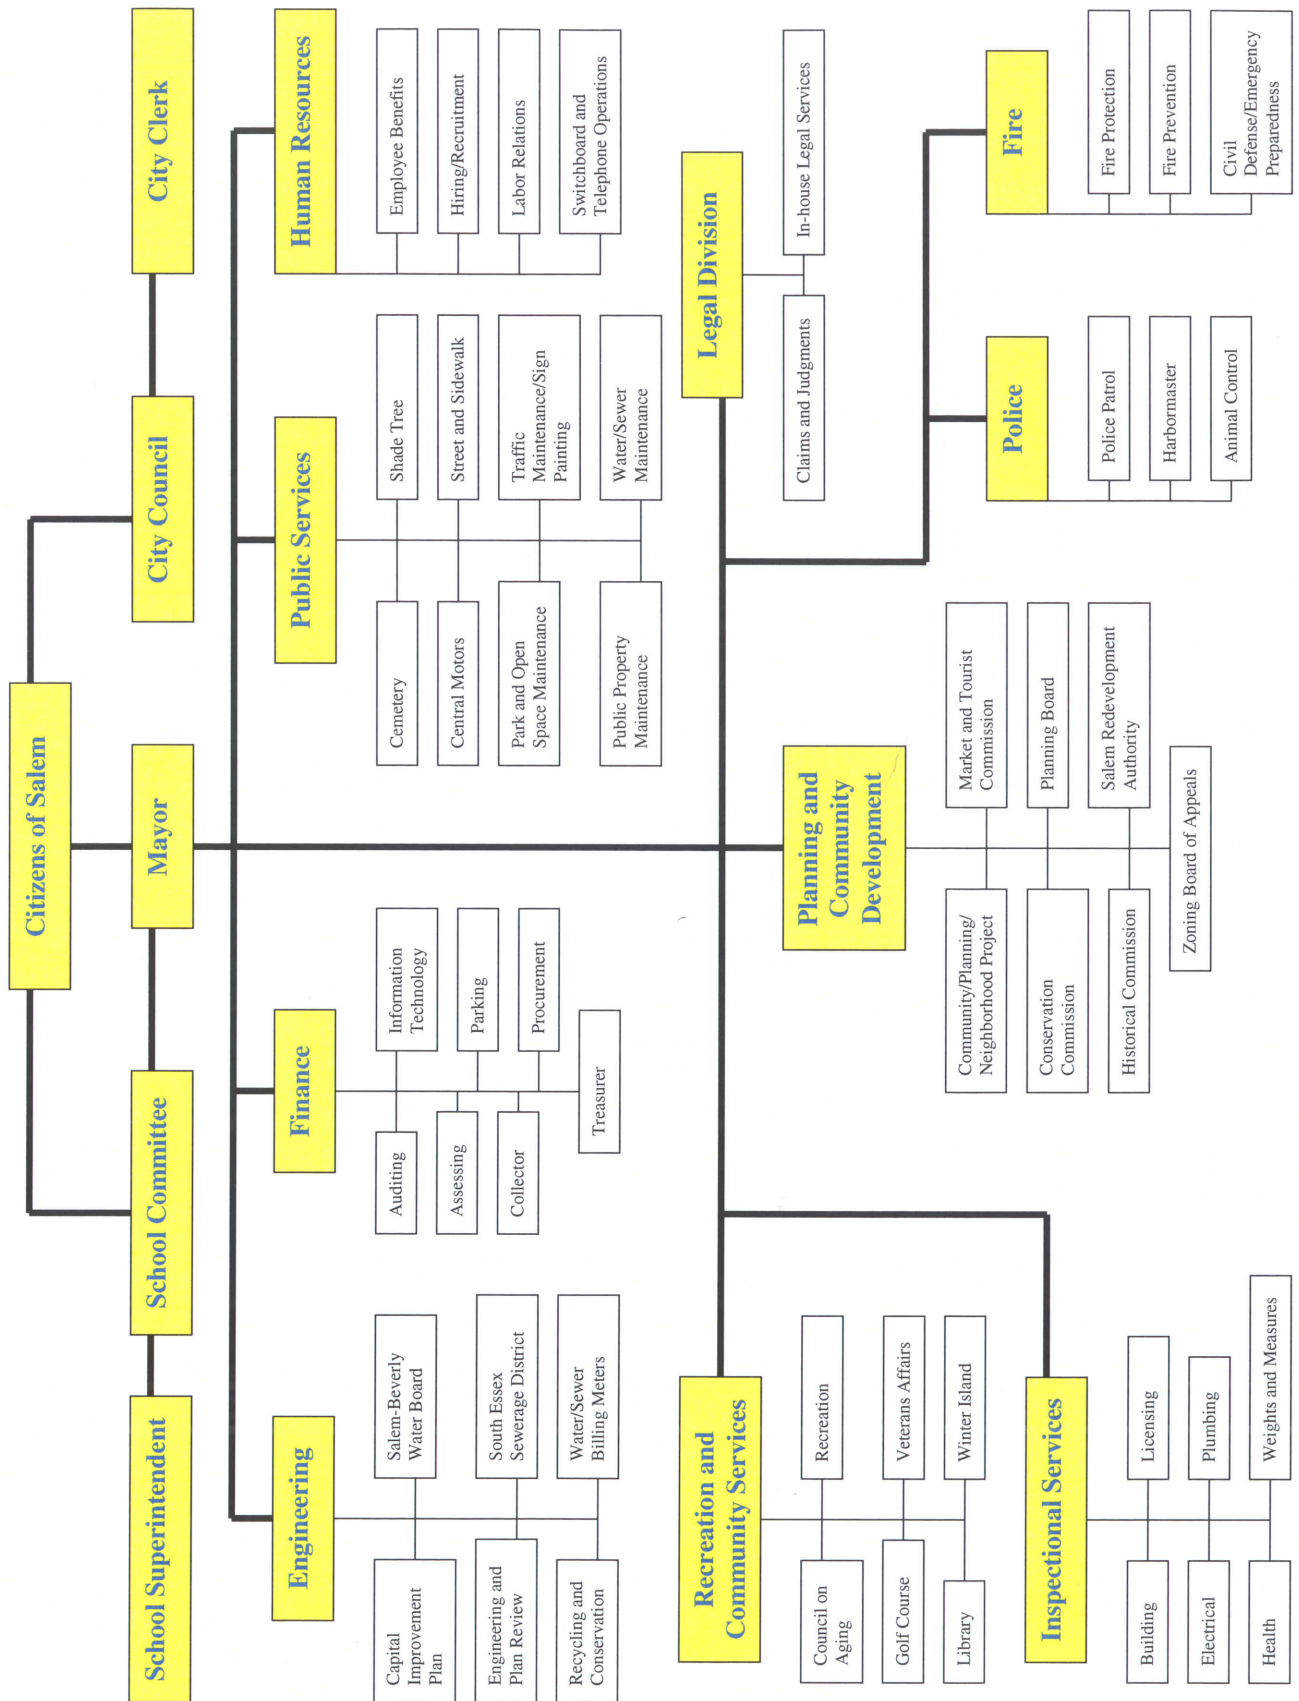 Citizens of Salem
School Superintendent
School Committee
Mayor
City Council
City Clerk
Engineering
Finance
Public Services
Human Resources
Capital
Improvement
Plan
Salem-Beverly
Water Board
Engineering and
Plan Review
South Essex
Sewerage District
Recycling and
Conservation
Water/Sewer
Billing Meters
Auditing
Information
Technology
Assessing
Parking
Collector
Procurement
Treasurer
Cemetery
Shade Tree
Central Motors
Street and Sidewalk
Park and Open
Space Maintenance
Traffic
Maintenance/Sign
Painting
Public Property
Maintenance
Water/Sewer
Maintenance
Employee Benefits
Hiring/Recruitment
Labor Relations
Switchboard and
Telephone Operations
Recreation and
Community Services
Council on
Aging
Recreation
Golf Course
Veterans Affairs
Library
Winter Island
Legal Division
Claims and Judgments
In-house Legal Services
Planning and
Community
Development
Community/Planning/
Neighborhood Project
Market and Tourist
Commission
Conservation
Commission
Planning Board
Historical Commission
Salem Redevelopment
Authority
Zoning Board of Appeals
Inspectional Services
Building
Licensing
Electrical
Plumbing
Health
Weights and Measures
Police
Police Patrol
Harbormaster
Animal Control
Fire
Fire Protection
Fire Prevention
Civil
Defense/Emergency
Preparedness